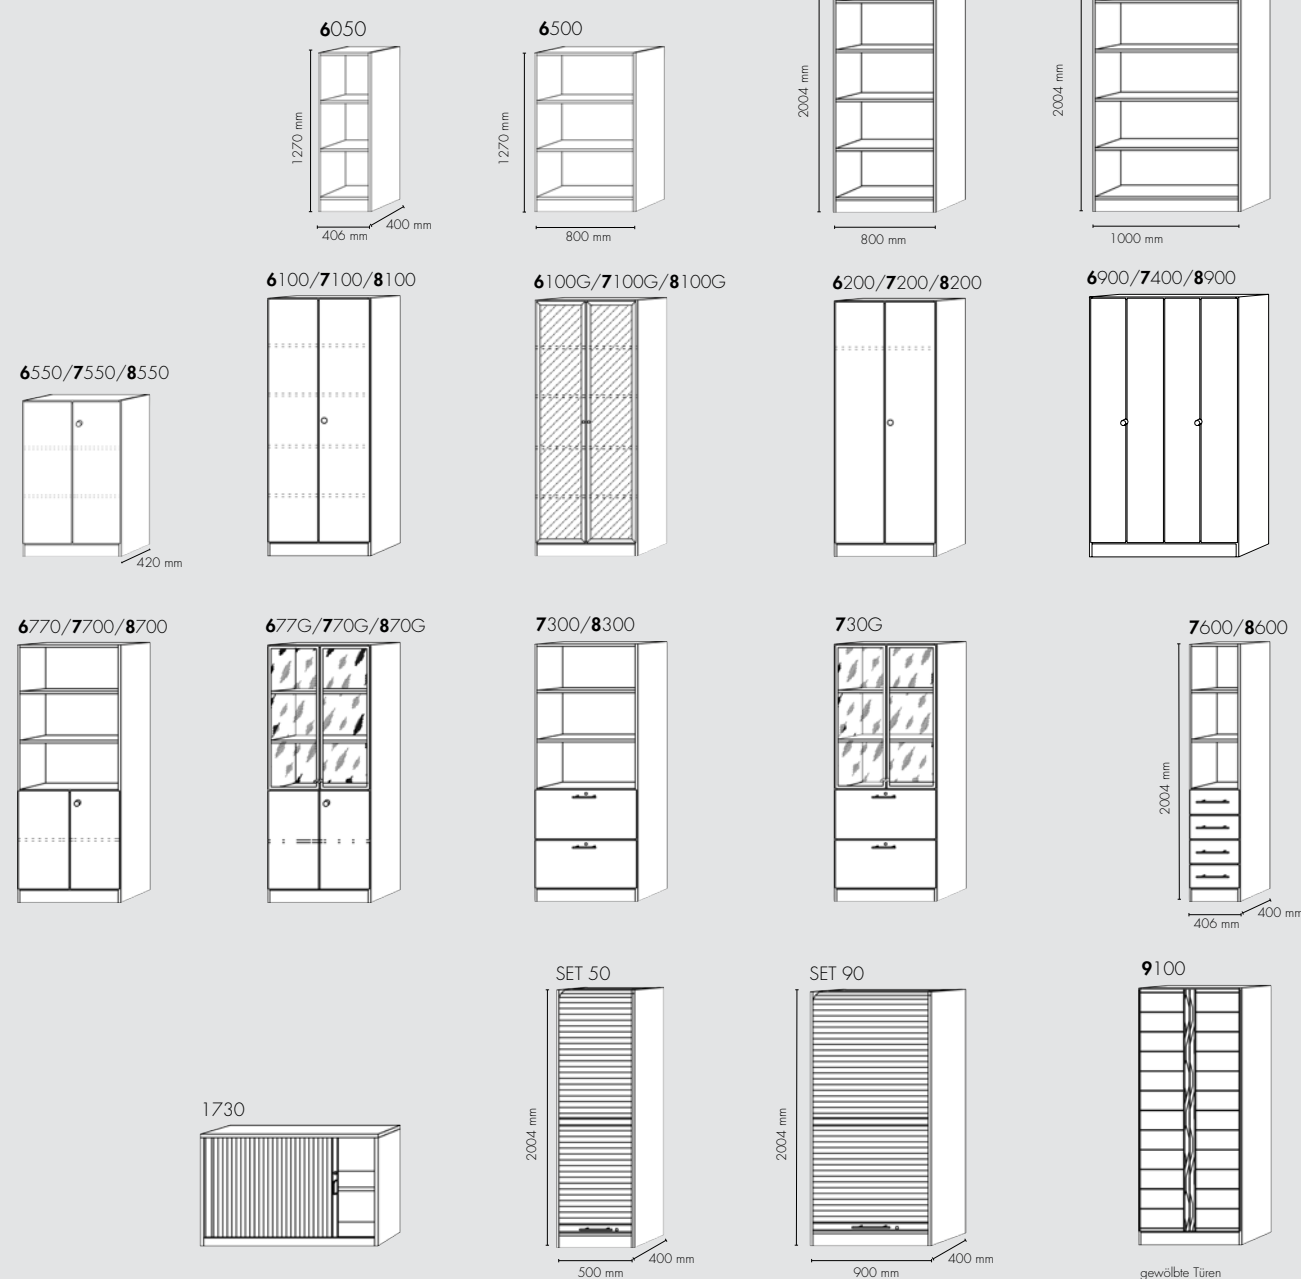 6050
6500
1270 mm
1270 mm
2004 mm
2004 mm
406 mm
400 mm
800 mm
800 mm
1000 mm
6100/7100/8100
6100G/7100G/8100G
6200/7200/8200
6900/7400/8900
6550/7550/8550
420 mm
6770/7700/8700
677G/770G/870G
7300/8300
730G
7600/8600
2004 mm
406 mm
400 mm
SET 50
SET 90
9100
1730
2004 mm
2004 mm
500 mm
400 mm
900 mm
400 mm
gewölbte Türen